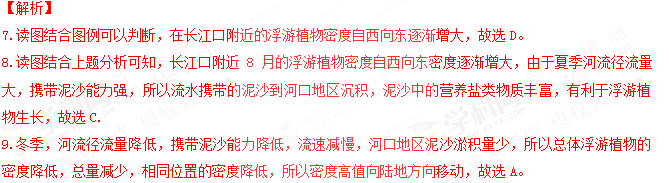 【解析】
7.读图结合图例可以判断，在长江口附近的浮游植物密度自西向东逐渐增大，故选 D。
8.读图结合上题分析可知，长江口附近 8 月的浮游植物密度自西向东密度逐渐增大，由于夏季河流径流量
大，携带泥沙能力强，所以流水携带的泥沙到河口地区沉积，泥沙中的营养盐类物质丰富，有利于浮游植
物生长，故选 C.
9.冬季，河流径流量降低，携带泥沙能力降低，流速减慢，河口地区泥沙淤积量少，所以总体浮游植物的
密度降低，总量减少，相同位置的密度降低，所以密度高值向陆地方向移动，故选 A。